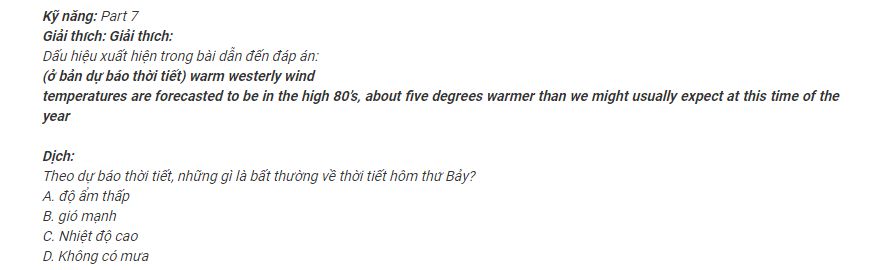 Kỹ năng: Part 7
Giải thích: Giải thích:
Dấu hiệu xuất hiện trong bài dẫn đến đáp án:
(ở bản dự báo thời tiết) warm westerly wind
temperatures are forecasted to be in the high 80's, about five degrees warmer than we might usually expect at this time of the
year
Dịch:
Theo dự báo thời tiết, những gì là bất thường về thời tiết hôm thứ Bảy?
A. độ ẩm thấp
B. gió mạnh
C. Nhiệt độ cao
D. Không có mưa